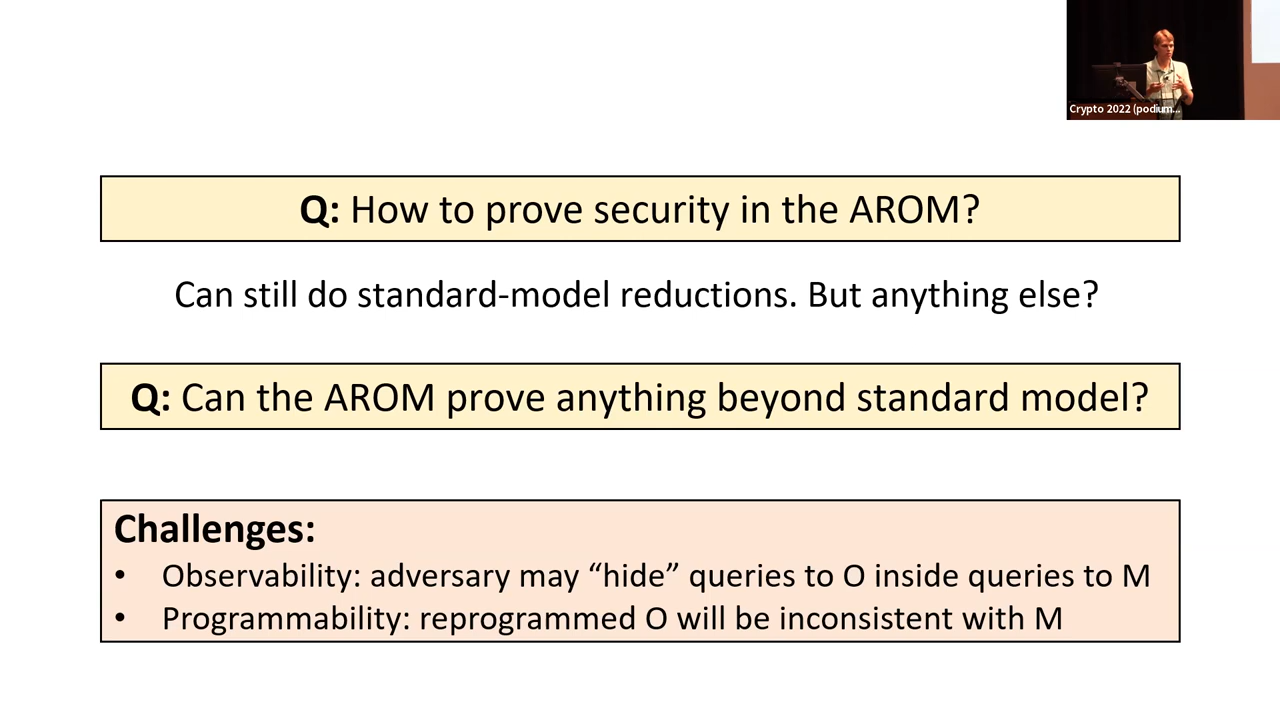 Crypto 2022 (podium...
Q: How to prove security in the AROM?
Can still do standard-model reductions. But anything else?
Q: Can the AROM prove anything beyond standard model?
Challenges:
• Observability: adversary may “hide” queries to O inside queries to M
• Programmability: reprogrammed O will be inconsistent with M